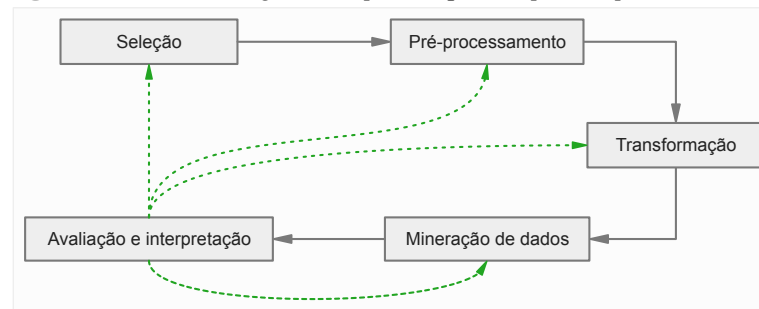 Seleção
Pré-processamento
Transformação
Avaliação e interpretação
Mineração de dados